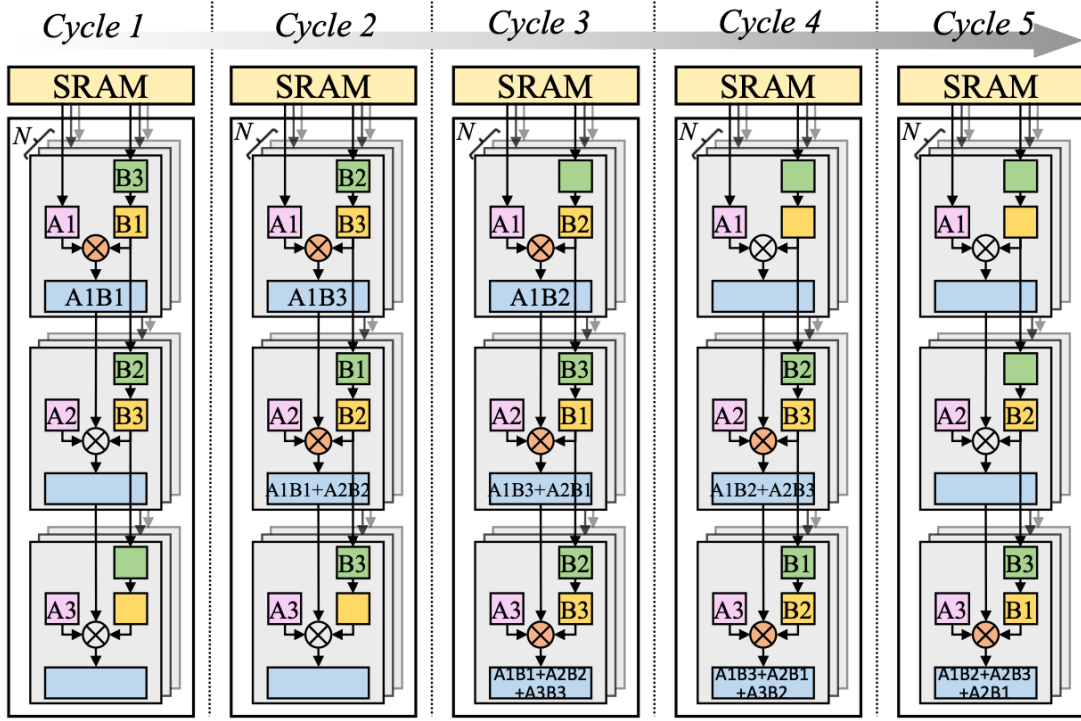 Cycle 1
SRAM
N
B3
A1 B1
A1B1
B2
A2 B3
A3
Cycle 2
SRAM
N
B2
A1 B3
A1B3
B1
A2 B2
A1B1+A2B2
B3
A3
Cycle 3
SRAM
N
A1 B2
A1B2
B3
A2 B1
A1B3+A2B1
B2
A3 B3
A1B1+A2B2
+A3B3
Cycle 4
SRAM
N
A1
B2
A2 B3
A1B2+A2B3
B1
A3 B2
A1B3+A2B1
+A3B2
Cycle 5
SRAM
N
A1
A2 B2
B3
A3 B1
A1B2+A2B3
+A2B1